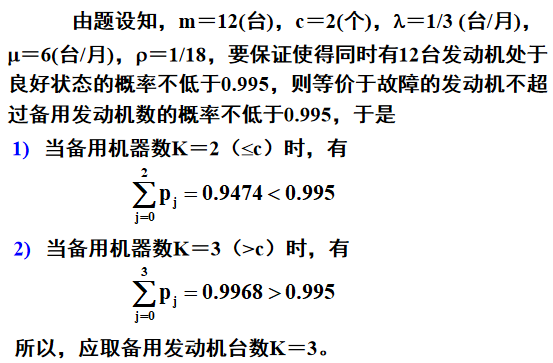 由题设知，m＝12(台)，c＝2(个)，λ＝1/3 (台/月)，
μ＝6(台/月)，ρ＝1/18，要保证使得同时有12台发动机处于
良好状态的概率不低于0.995，则等价于故障的发动机不超
过备用发动机数的概率不低于0.995，于是
1) 当备用机器数K＝2（≤c）时，有
2
∑ pj = 0.9474 < 0.995
j=0
2) 当备用机器数K＝3（>c）时，有
3
∑ pj = 0.9968 > 0.995
j=0
所以，应取备用发动机台数K＝3。